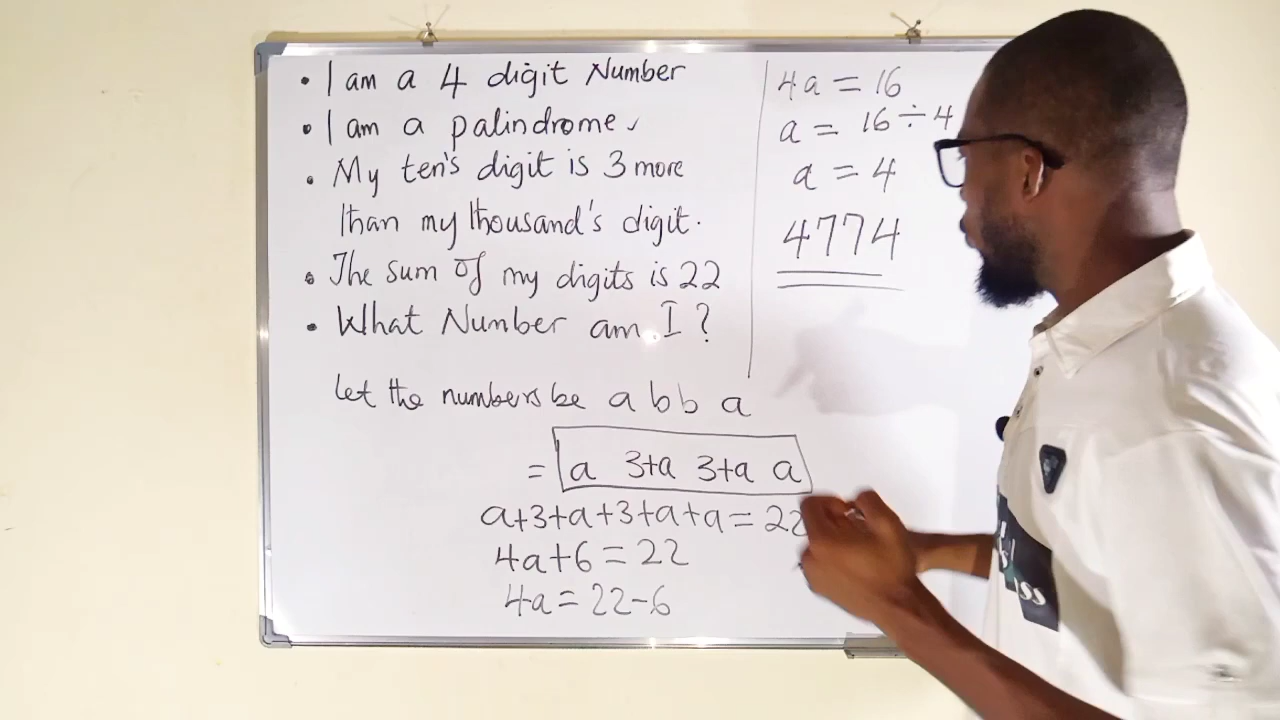 • I am a 4 digit Number
• I am a palindrome ✓
• My ten's digit is 3 more
than my thousand's digit.
• The sum of my digits is 22
• What Number am I ?
let the numbers be a b b a
= a 3+a 3+a a
a+3+a+3+a+a = 22
4a+6 = 22
4a = 22-6
4a = 16
a = 16 ÷ 4
a = 4
4774